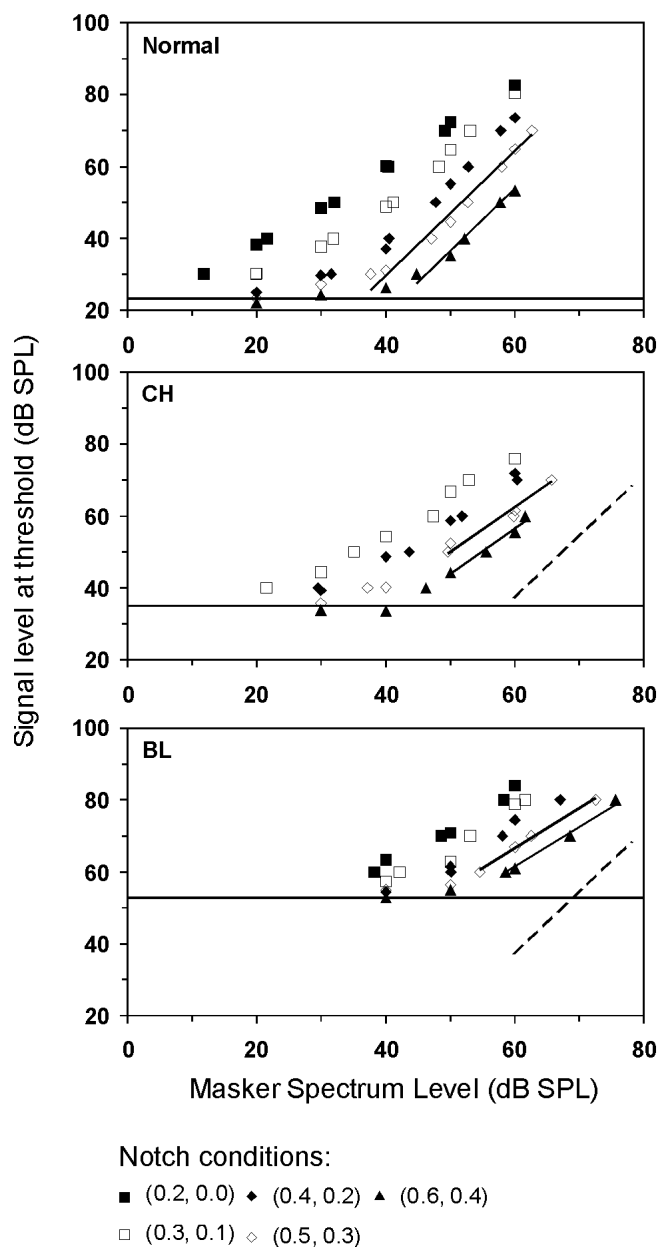 100
Normal
80
60
40
20
0 20 40 60 80
100
CH
80
60
40
20
0 20 40 60 80
100
BL
80
60
40
20
0 20 40 60 80
Signal level at threshold (dB SPL)
Masker Spectrum Level (dB SPL)
Notch conditions:
(0.2, 0.0) (0.4, 0.2) (0.6, 0.4)
(0.3, 0.1) (0.5, 0.3)